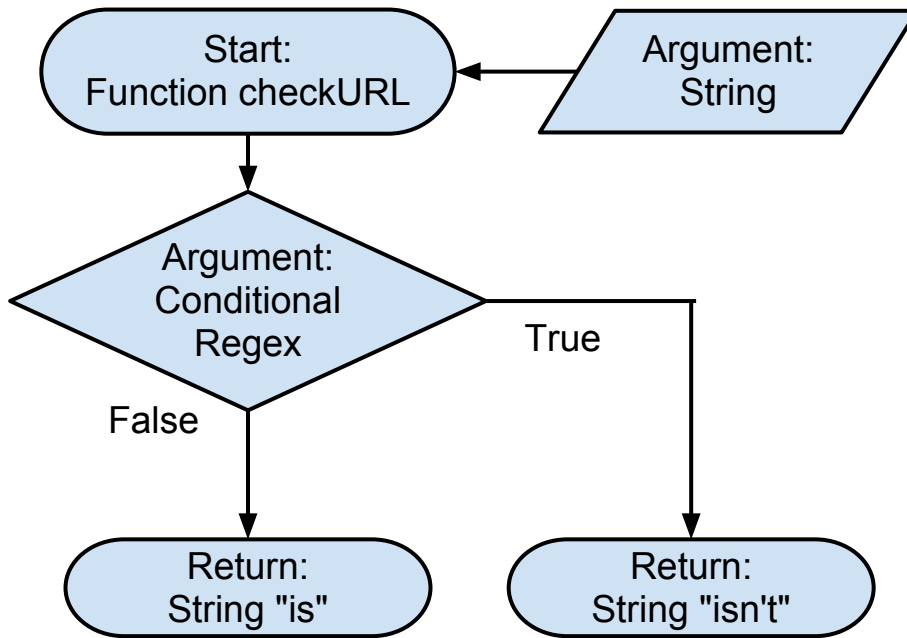 Start:
Function checkURL
Argument:
String
Argument:
Conditional
Regex
True
False
Return:
String "is"
Return:
String "isn't"